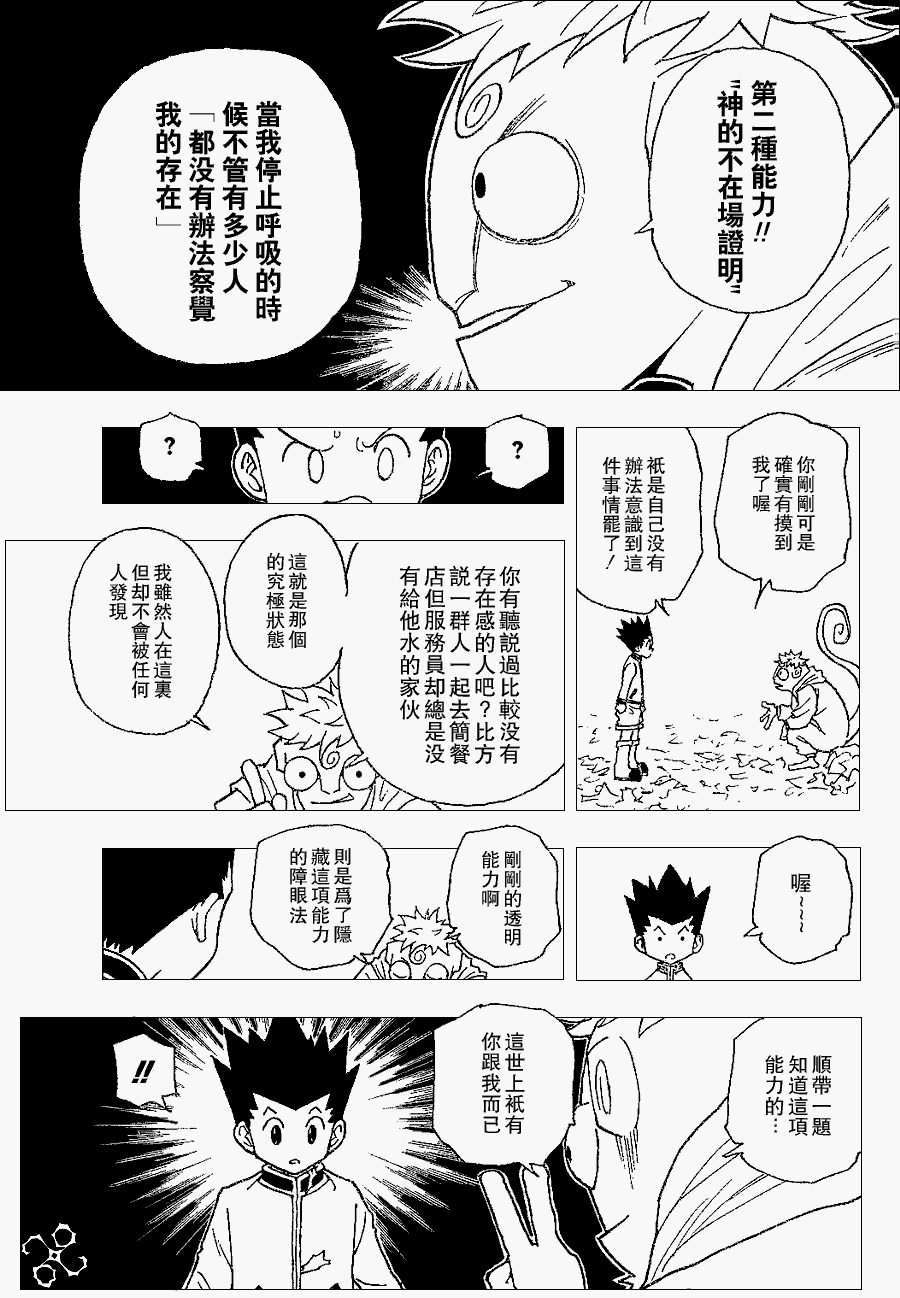 第二種能力!!
"神的不在場證明"
當我停止呼吸的時
候不管有多少人
「都没有辦法察覺
我的存在」
你剛剛可是
確實有摸到
我了喔
祇是自己没有
辦法意識到這
件事情罷了!
?
?
你有聽説過比較没有
存在感的人吧?比方
説一群人一起去簡餐
店但服務員却總是没
有給他水的家伙
這就是那個
的究極狀態
我雖然人在這裏
但却不會被任何
人發現
喔~~~~
剛剛的透明
能力啊
則是爲了隱
藏這項能力
的障眼法
順帶一題
知道這項
能力的…
這世上祇有
你跟我而已
!!